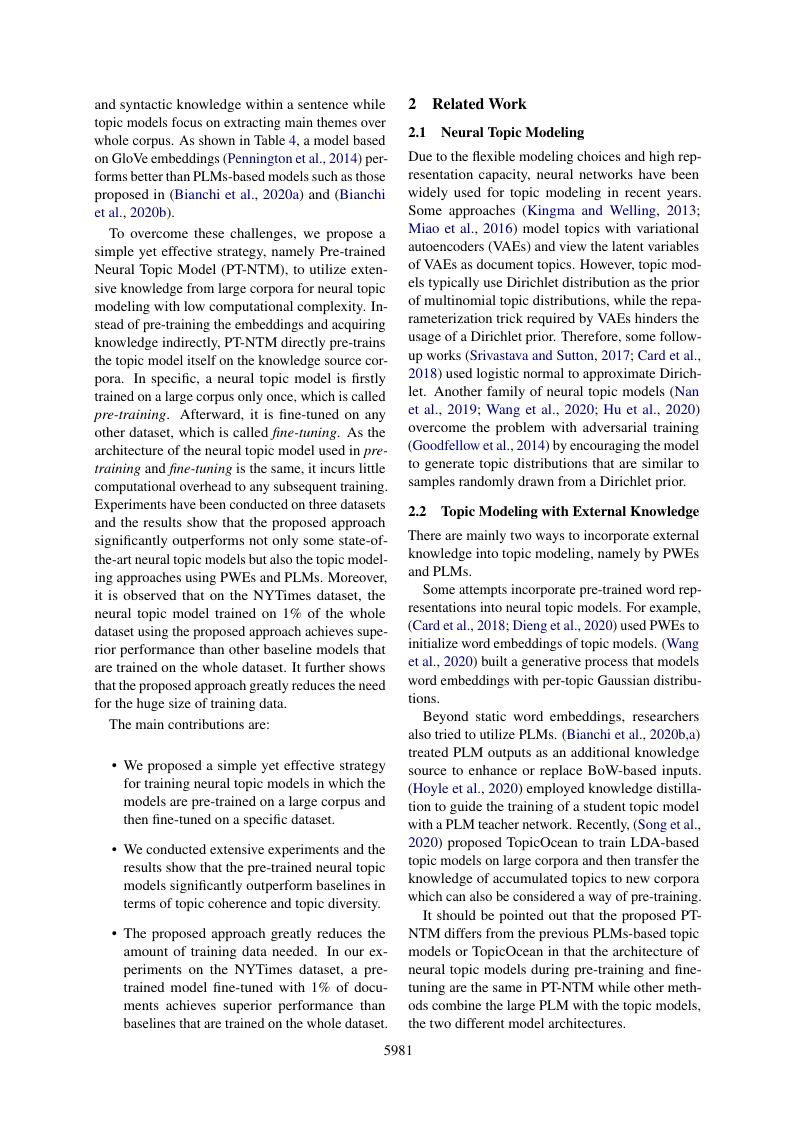 and syntactic knowledge within a sentence while
topic models focus on extracting main themes over
whole corpus. As shown in Table 4, a model based
on GloVe embeddings (Pennington et al., 2014) per-
forms better than PLMs-based models such as those
proposed in (Bianchi et al., 2020a) and (Bianchi
et al., 2020b).
To overcome these challenges, we propose a
simple yet effective strategy, namely Pre-trained
Neural Topic Model (PT-NTM), to utilize exten-
sive knowledge from large corpora for neural topic
modeling with low computational complexity. In-
stead of pre-training the embeddings and acquiring
knowledge indirectly, PT-NTM directly pre-trains
the topic model itself on the knowledge source cor-
pora. In specific, a neural topic model is firstly
trained on a large corpus only once, which is called
pre-training. Afterward, it is fine-tuned on any
other dataset, which is called fine-tuning. As the
architecture of the neural topic model used in pre-
training and fine-tuning is the same, it incurs little
computational overhead to any subsequent training.
Experiments have been conducted on three datasets
and the results show that the proposed approach
significantly outperforms not only some state-of-
the-art neural topic models but also the topic model-
ing approaches using PWEs and PLMs. Moreover,
it is observed that on the NYTimes dataset, the
neural topic model trained on 1% of the whole
dataset using the proposed approach achieves supe-
rior performance than other baseline models that
are trained on the whole dataset. It further shows
that the proposed approach greatly reduces the need
for the huge size of training data.
The main contributions are:
• We proposed a simple yet effective strategy
for training neural topic models in which the
models are pre-trained on a large corpus and
then fine-tuned on a specific dataset.
• We conducted extensive experiments and the
results show that the pre-trained neural topic
models significantly outperform baselines in
terms of topic coherence and topic diversity.
• The proposed approach greatly reduces the
amount of training data needed. In our ex-
periments on the NYTimes dataset, a pre-
trained model fine-tuned with 1% of docu-
ments achieves superior performance than
baselines that are trained on the whole dataset.
2 Related Work
2.1 Neural Topic Modeling
Due to the flexible modeling choices and high rep-
resentation capacity, neural networks have been
widely used for topic modeling in recent years.
Some approaches (Kingma and Welling, 2013;
Miao et al., 2016) model topics with variational
autoencoders (VAEs) and view the latent variables
of VAEs as document topics. However, topic mod-
els typically use Dirichlet distribution as the prior
of multinomial topic distributions, while the repa-
rameterization trick required by VAEs hinders the
usage of a Dirichlet prior. Therefore, some follow-
up works (Srivastava and Sutton, 2017; Card et al.,
2018) used logistic normal to approximate Dirich-
let. Another family of neural topic models (Nan
et al., 2019; Wang et al., 2020; Hu et al., 2020)
overcome the problem with adversarial training
(Goodfellow et al., 2014) by encouraging the model
to generate topic distributions that are similar to
samples randomly drawn from a Dirichlet prior.
2.2 Topic Modeling with External Knowledge
There are mainly two ways to incorporate external
knowledge into topic modeling, namely by PWEs
and PLMs.
Some attempts incorporate pre-trained word rep-
resentations into neural topic models. For example,
(Card et al., 2018; Dieng et al., 2020) used PWEs to
initialize word embeddings of topic models. (Wang
et al., 2020) built a generative process that models
word embeddings with per-topic Gaussian distribu-
tions.
Beyond static word embeddings, researchers
also tried to utilize PLMs. (Bianchi et al., 2020b,a)
treated PLM outputs as an additional knowledge
source to enhance or replace BoW-based inputs.
(Hoyle et al., 2020) employed knowledge distilla-
tion to guide the training of a student topic model
with a PLM teacher network. Recently, (Song et al.,
2020) proposed TopicOcean to train LDA-based
topic models on large corpora and then transfer the
knowledge of accumulated topics to new corpora
which can also be considered a way of pre-training.
It should be pointed out that the proposed PT-
NTM differs from the previous PLMs-based topic
models or TopicOcean in that the architecture of
neural topic models during pre-training and fine-
tuning are the same in PT-NTM while other meth-
ods combine the large PLM with the topic models,
the two different model architectures.
5981